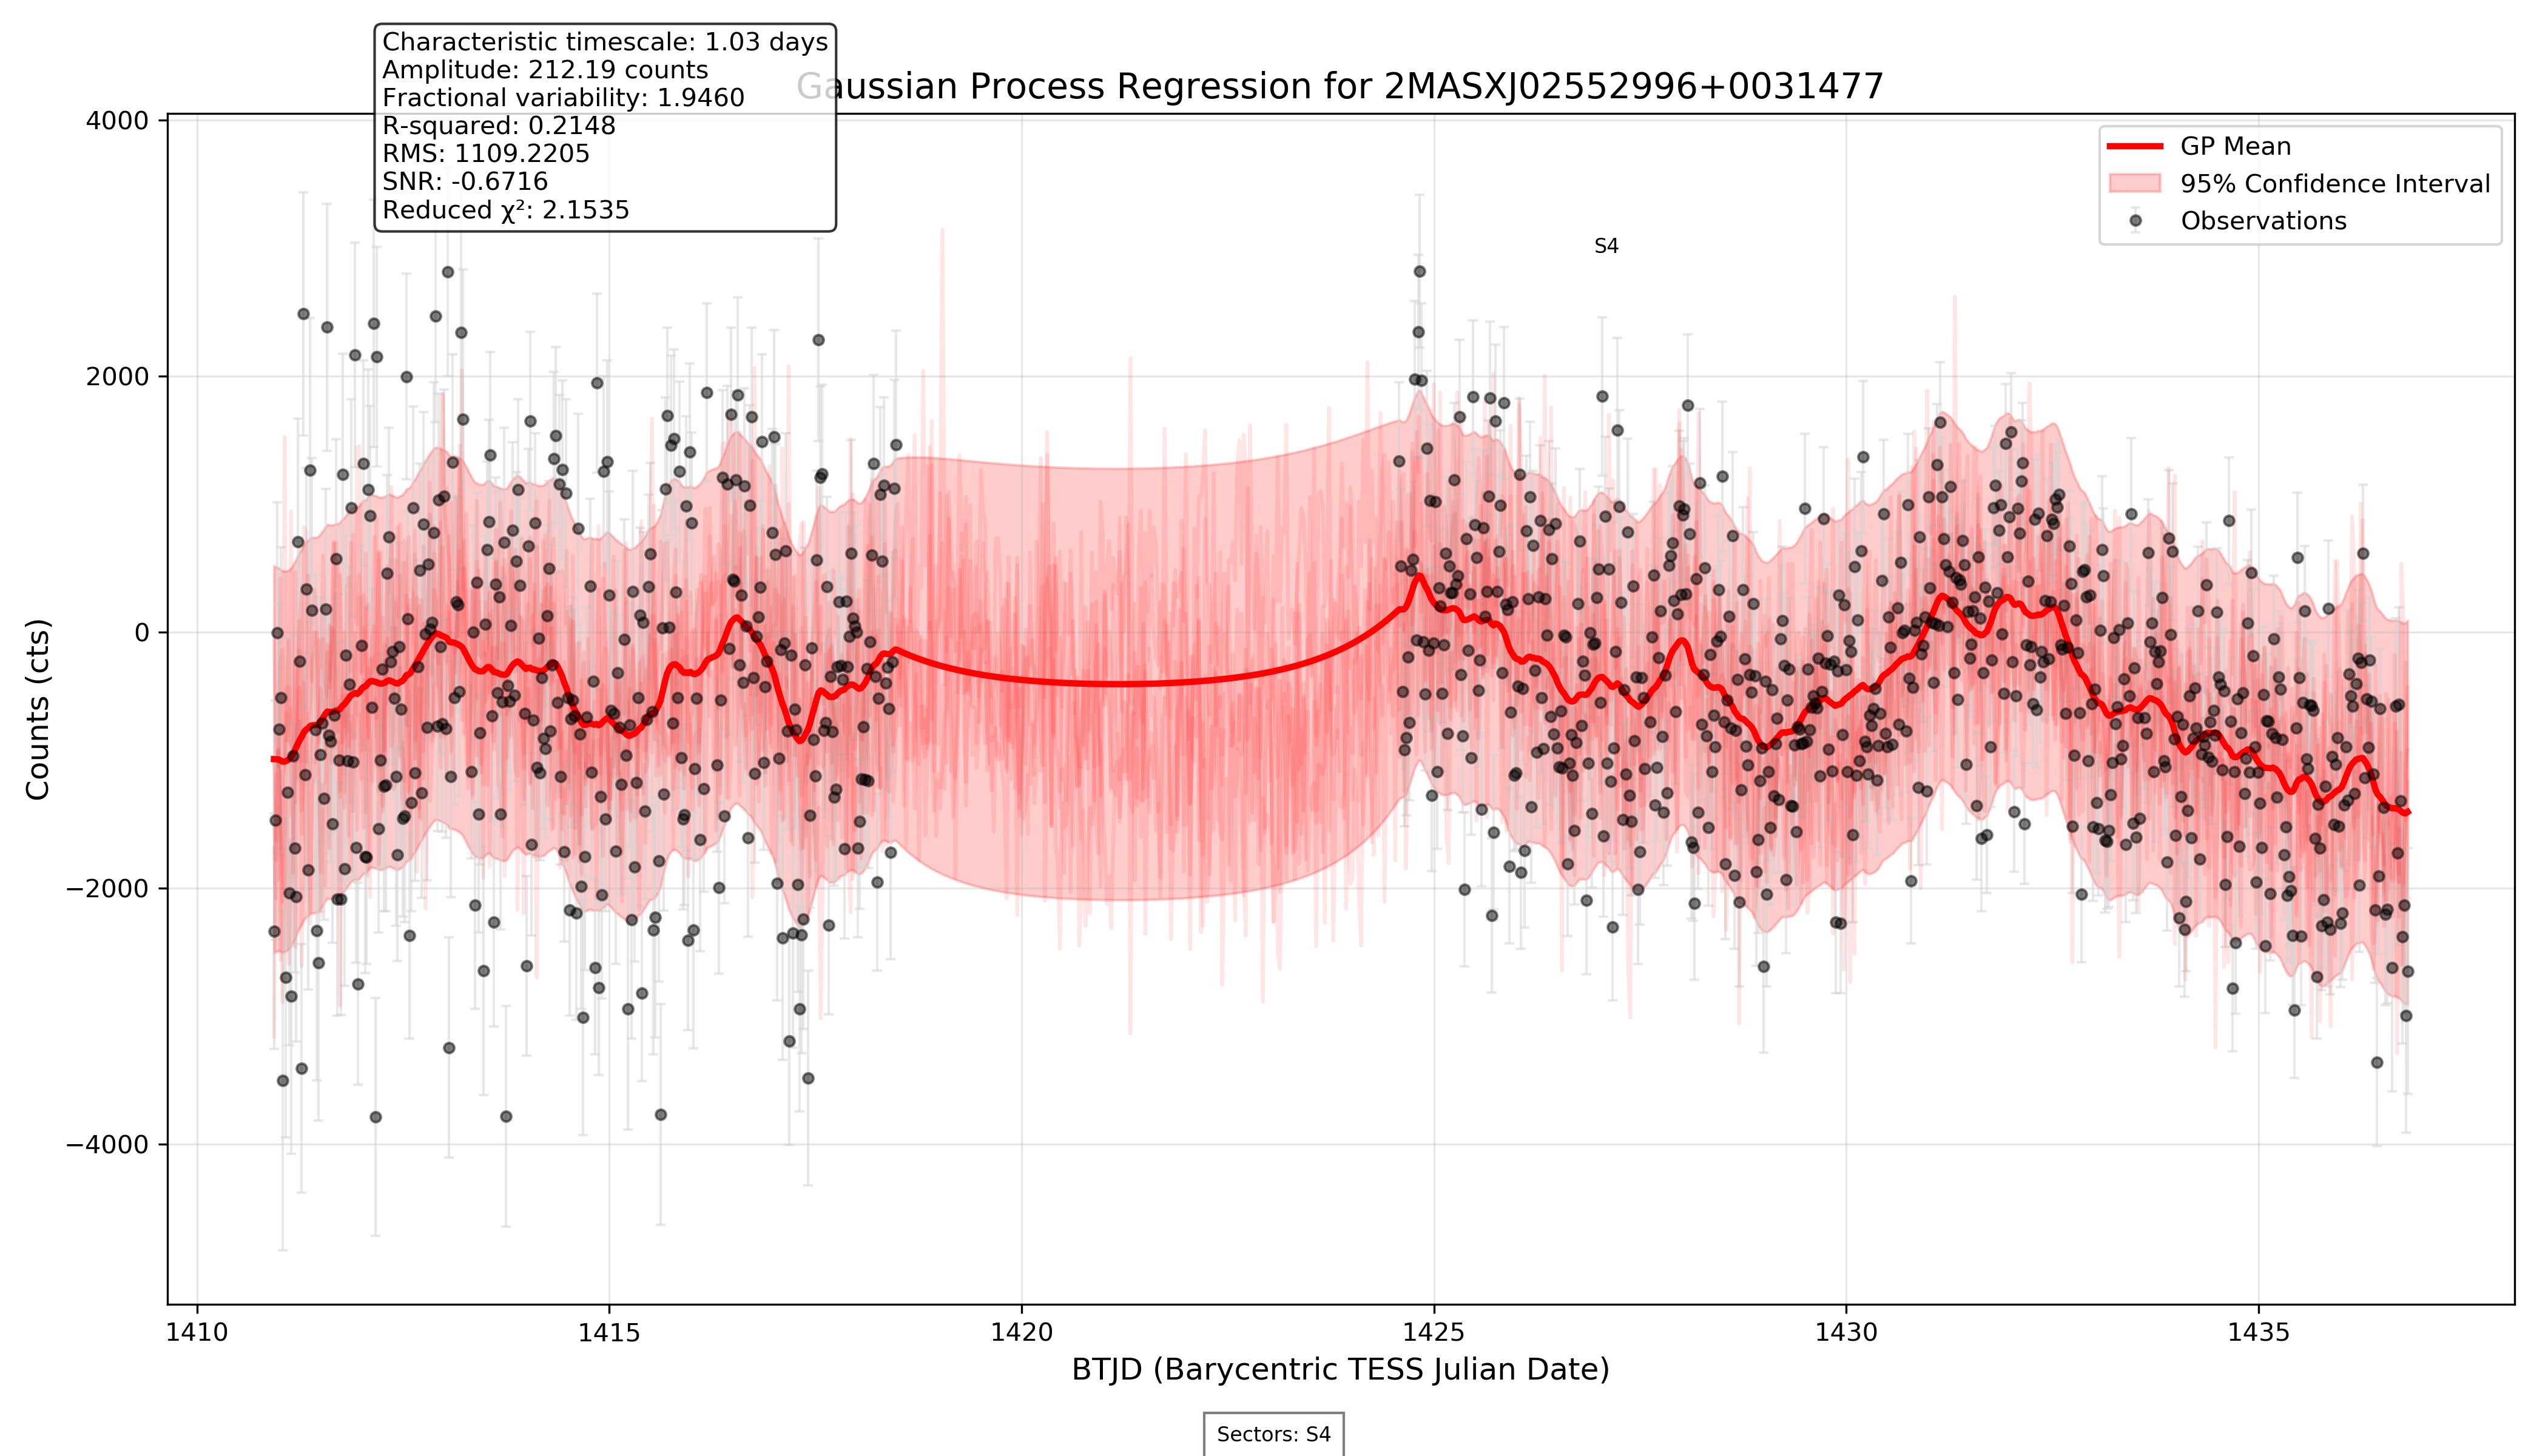 Characteristic timescale: 1.03 days
Amplitude: 212.19 counts
Fractional variability: 1.9460
R-squared: 0.2148
RMS: 1109.2205
SNR: -0.6716
Reduced χ²: 2.1535
Gaussian Process Regression for 2MASXJ02552996+0031477
GP Mean
95% Confidence Interval
Observations
S4
Counts (cts)
4000
2000
0
−2000
−4000
1410
1415
1420
1425
1430
1435
BTJD (Barycentric TESS Julian Date)
Sectors: S4